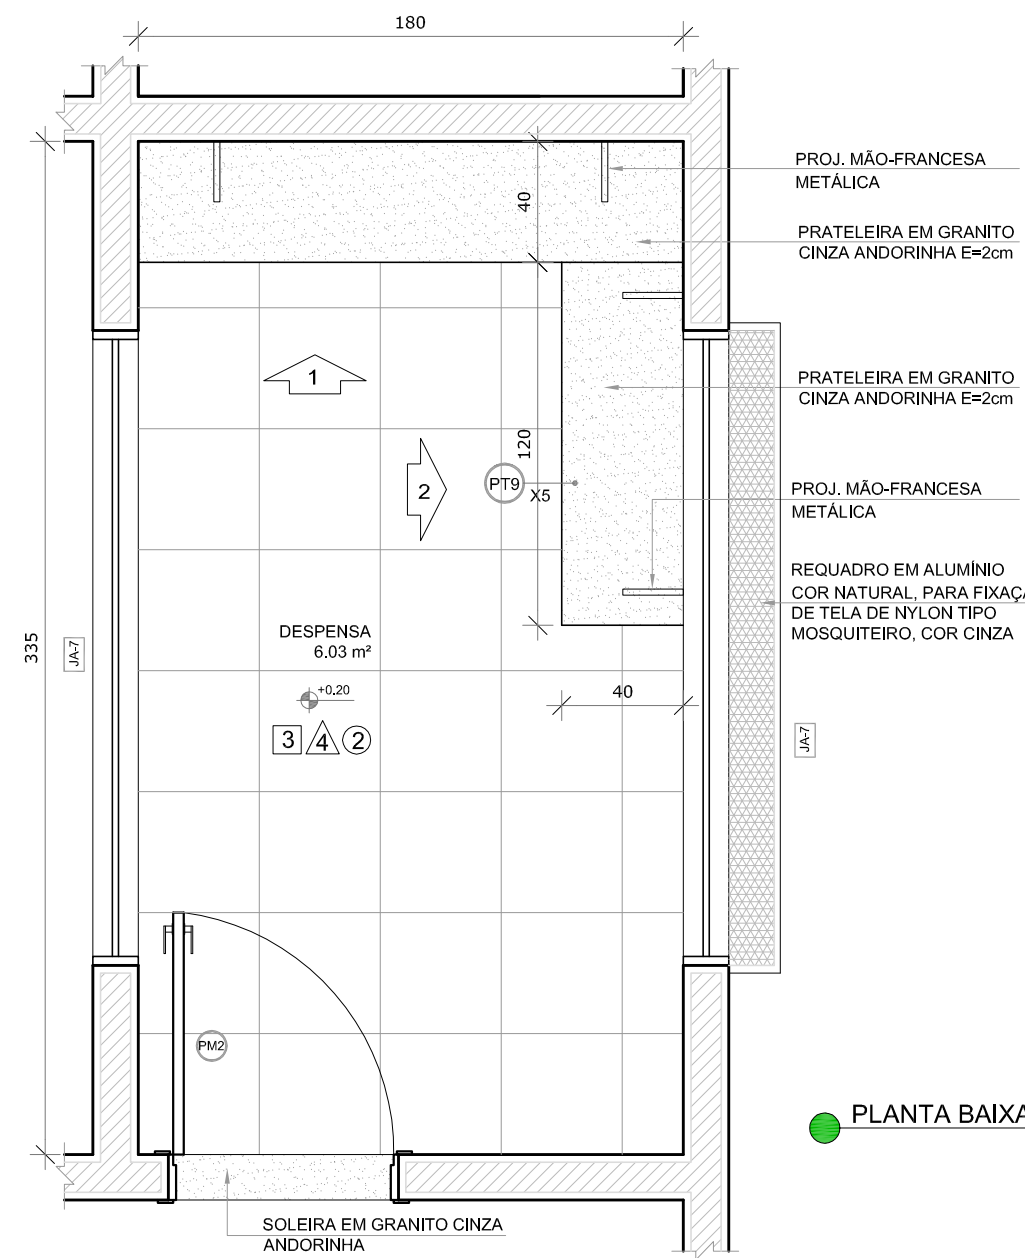 180
PROJ. MÃO-FRANCESA
METÁLICA
40
PRATELEIRA EM GRANITO
CINZA ANDORINHA E=2cm
1
PRATELEIRA EM GRANITO
CINZA ANDORINHA E=2cm
120
2
PT9
X5
PROJ. MÃO-FRANCESA
METÁLICA
REQUADRO EM ALUMÍNIO
COR NATURAL, PARA FIXAÇA
DE TELA DE NYLON TIPO
MOSQUITEIRO, COR CINZA
335
JA-7
DESPENSA
6.03 m²
+0.20
40
3 4 2
JA-7
PM2
PLANTA BAIXA
SOLEIRA EM GRANITO CINZA
ANDORINHA